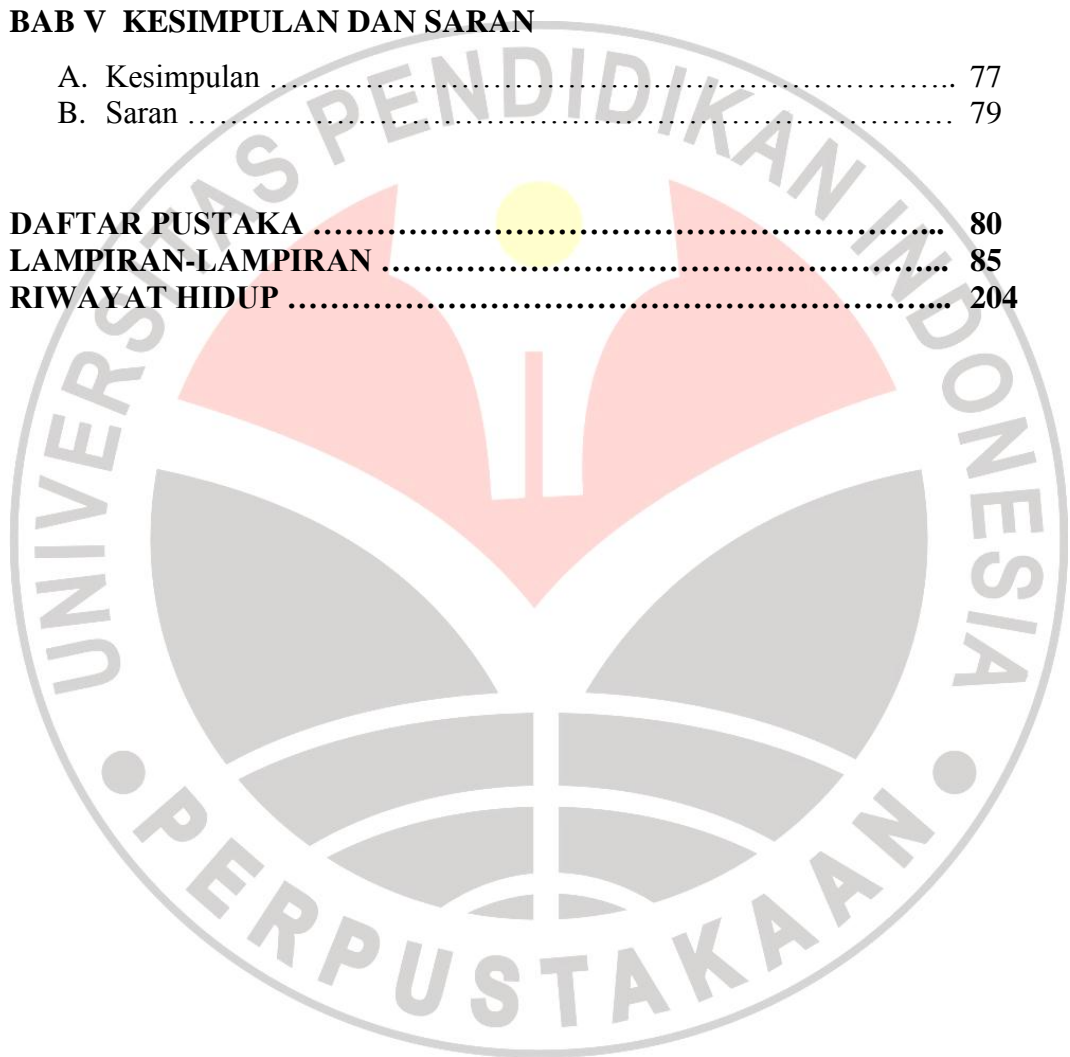 BAB V KESIMPULAN DAN SARAN
A. Kesimpulan ……………………………………………………….. 77
B. Saran ……………………………………………………………… 79
DAFTAR PUSTAKA …………………………………………………... 80
LAMPIRAN-LAMPIRAN ……………………………………………... 85
RIWAYAT HIDUP ……………………………………………………... 204
UNIVERSITAS PENDIDIKAN INDONESIA
• PERPUSTAKAAN •